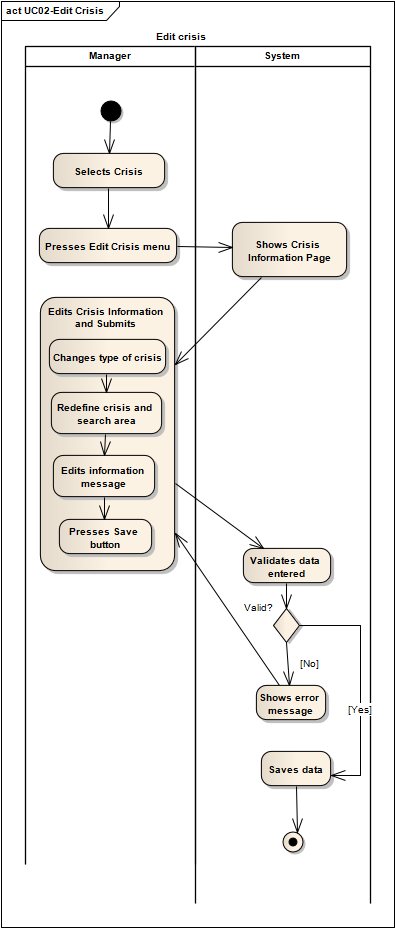 act UC02-Edit Crisis
Edit crisis
Manager
System
Selects Crisis
Presses Edit Crisis menu
Shows Crisis
Information Page
Edits Crisis Information
and Submits
Changes type of crisis
Redefine crisis and
search area
Edits information
message
Presses Save
button
Validates data
entered
Valid?
[No]
Shows error
message
[Yes]
Saves data